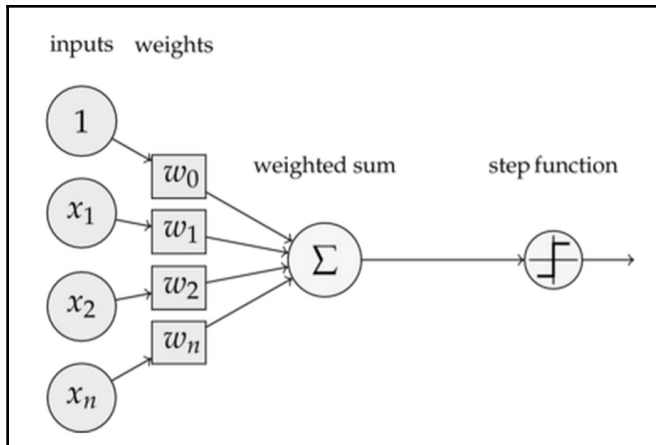 inputs weights
1
w₀
weighted sum
step function
x₁
w₁
Σ
x₂
w₂
wₙ
xₙ